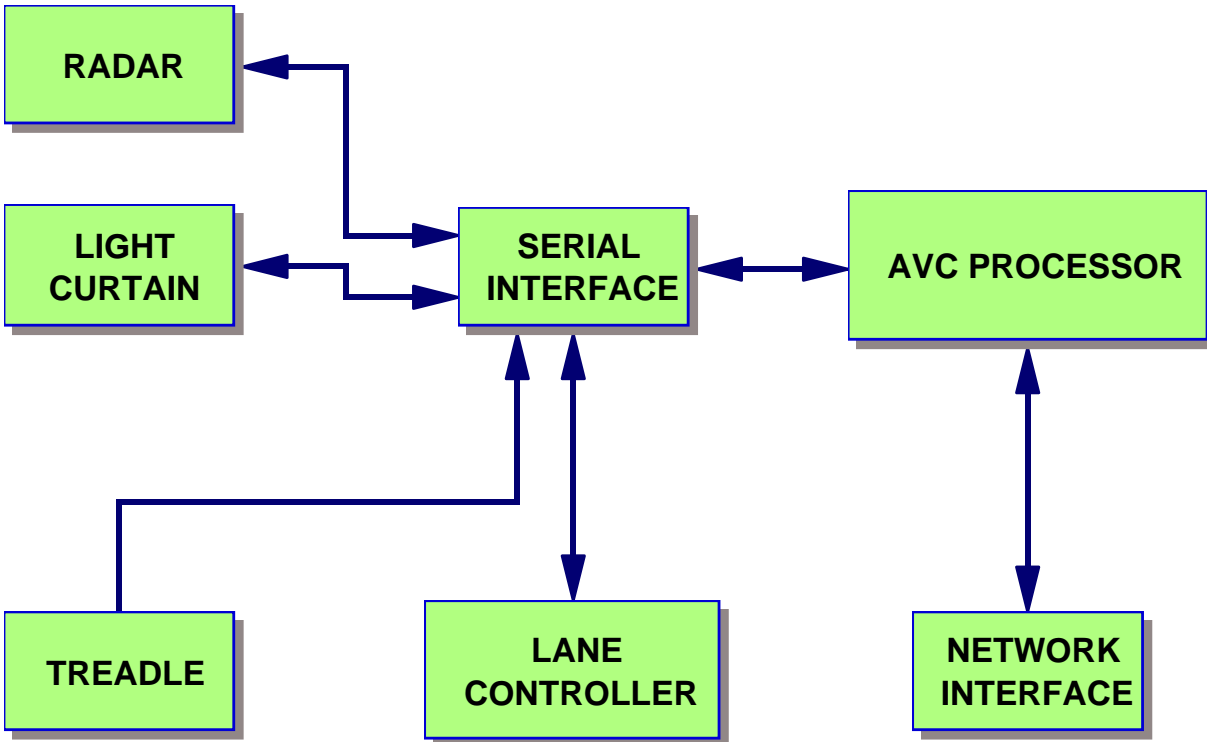 RADAR
LIGHT
CURTAIN
SERIAL
INTERFACE
AVC PROCESSOR
TREADLE
LANE
CONTROLLER
NETWORK
INTERFACE